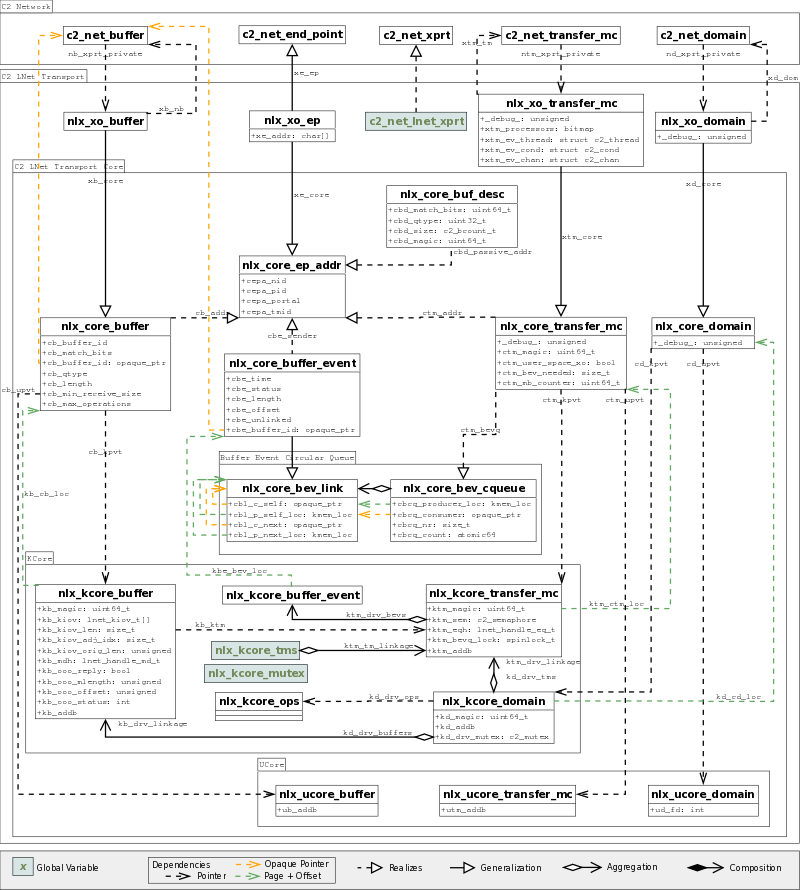 C2 Network
c2_net_buffer
c2_net_end_point
c2_net_xprt
c2_net_transfer_mc
c2_net_domain
nb_xprt_private
xtm_tm
ntm_xprt_private
nd_xprt_private
C2 LNet Transport
xe_ep
xd_dom
xb_nb
nlx_xo_buffer
nlx_xo_ep
+xe_addr: char[]
c2_net_lnet_xprt
nlx_xo_transfer_mc
+_debug_: unsigned
+xtm_processors: bitmap
+xtm_ev_thread: struct c2_thread
+xtm_ev_cond: struct c2_cond
+xtm_ev_chan: struct c2_chan
nlx_xo_domain
+_debug_: unsigned
C2 LNet Transport Core
xb_core
xe_core
xd_core
xtm_core
nlx_core_buf_desc
+cbd_match_bits: uint64_t
+cbd_qtype: uint32_t
+cbd_size: c2_bcount_t
+cbd_magic: uint64_t
cbd_passive_addr
nlx_core_ep_addr
+cepa_nid
+cepa_pid
+cepa_portal
+cepa_tmid
cb_addr
ctm_addr
cbe_sender
nlx_core_buffer
+cb_buffer_id
+cb_match_bits
+cb_buffer_id: opaque_ptr
+cb_qtype
+cb_length
+cb_min_receive_size
+cb_max_operations
cb_upvt
nlx_core_buffer_event
+cbe_time
+cbe_status
+cbe_length
+cbe_offset
+cbe_unlinked
+cbe_buffer_id: opaque_ptr
nlx_core_transfer_mc
+_debug_: unsigned
+ctm_magic: uint64_t
+ctm_user_space_xo: bool
+ctm_bev_needed: size_t
+ctm_mb_counter: uint64_t
nlx_core_domain
+_debug_: unsigned
cd_kpvt
cd_upvt
ctm_kpvt
ctm_upvt
ctm_bevq
cb_kpvt
kb_cb_loc
Buffer Event Circular Queue
nlx_core_bev_link
+cbl_c_self: opaque_ptr
+cbl_p_self_loc: kmem_loc
+cbl_c_next: opaque_ptr
+cbl_p_next_loc: kmem_loc
nlx_core_bev_cqueue
+cbcq_producer_loc: kmem_loc
+cbcq_consumer: opaque_ptr
+cbcq_nr: size_t
+cbcq_count: atomic64
KCore
kbe_bev_loc
nlx_kcore_buffer
+kb_magic: uint64_t
+kb_kiov: lnet_kiov_t[]
+kb_kiov_len: size_t
+kb_kiov_adj_idx: size_t
+kb_kiov_orig_len: unsigned
+kb_mdh: lnet_handle_md_t
+kb_ooo_reply: bool
+kb_ooo_mlength: unsigned
+kb_ooo_offset: unsigned
+kb_ooo_status: int
+kb_addb
nlx_kcore_buffer_event
nlx_kcore_transfer_mc
+ktm_magic: uint64_t
+ktm_sem: c2_semaphore
+ktm_eqh: lnet_handle_eq_t
+ktm_bevq_lock: spinlock_t
+ktm_addb
ktm_ctm_loc
ktm_drv_bevs
kb_ktm
nlx_kcore_tms
ktm_tm_linkage
ktm_drv_linkage
nlx_kcore_mutex
kd_drv_tms
nlx_kcore_ops
kd_drv_ops
nlx_kcore_domain
+kd_magic: uint64_t
+kd_addb
+kd_drv_mutex: c2_mutex
kd_cd_loc
kb_drv_linkage
kd_drv_buffers
UCore
nlx_ucore_buffer
+ub_addb
nlx_ucore_transfer_mc
+utm_addb
nlx_ucore_domain
+ud_fd: int
x
Global Variable
Dependencies
Pointer
Opaque Pointer
Page + Offset
Realizes
Generalization
Aggregation
Composition